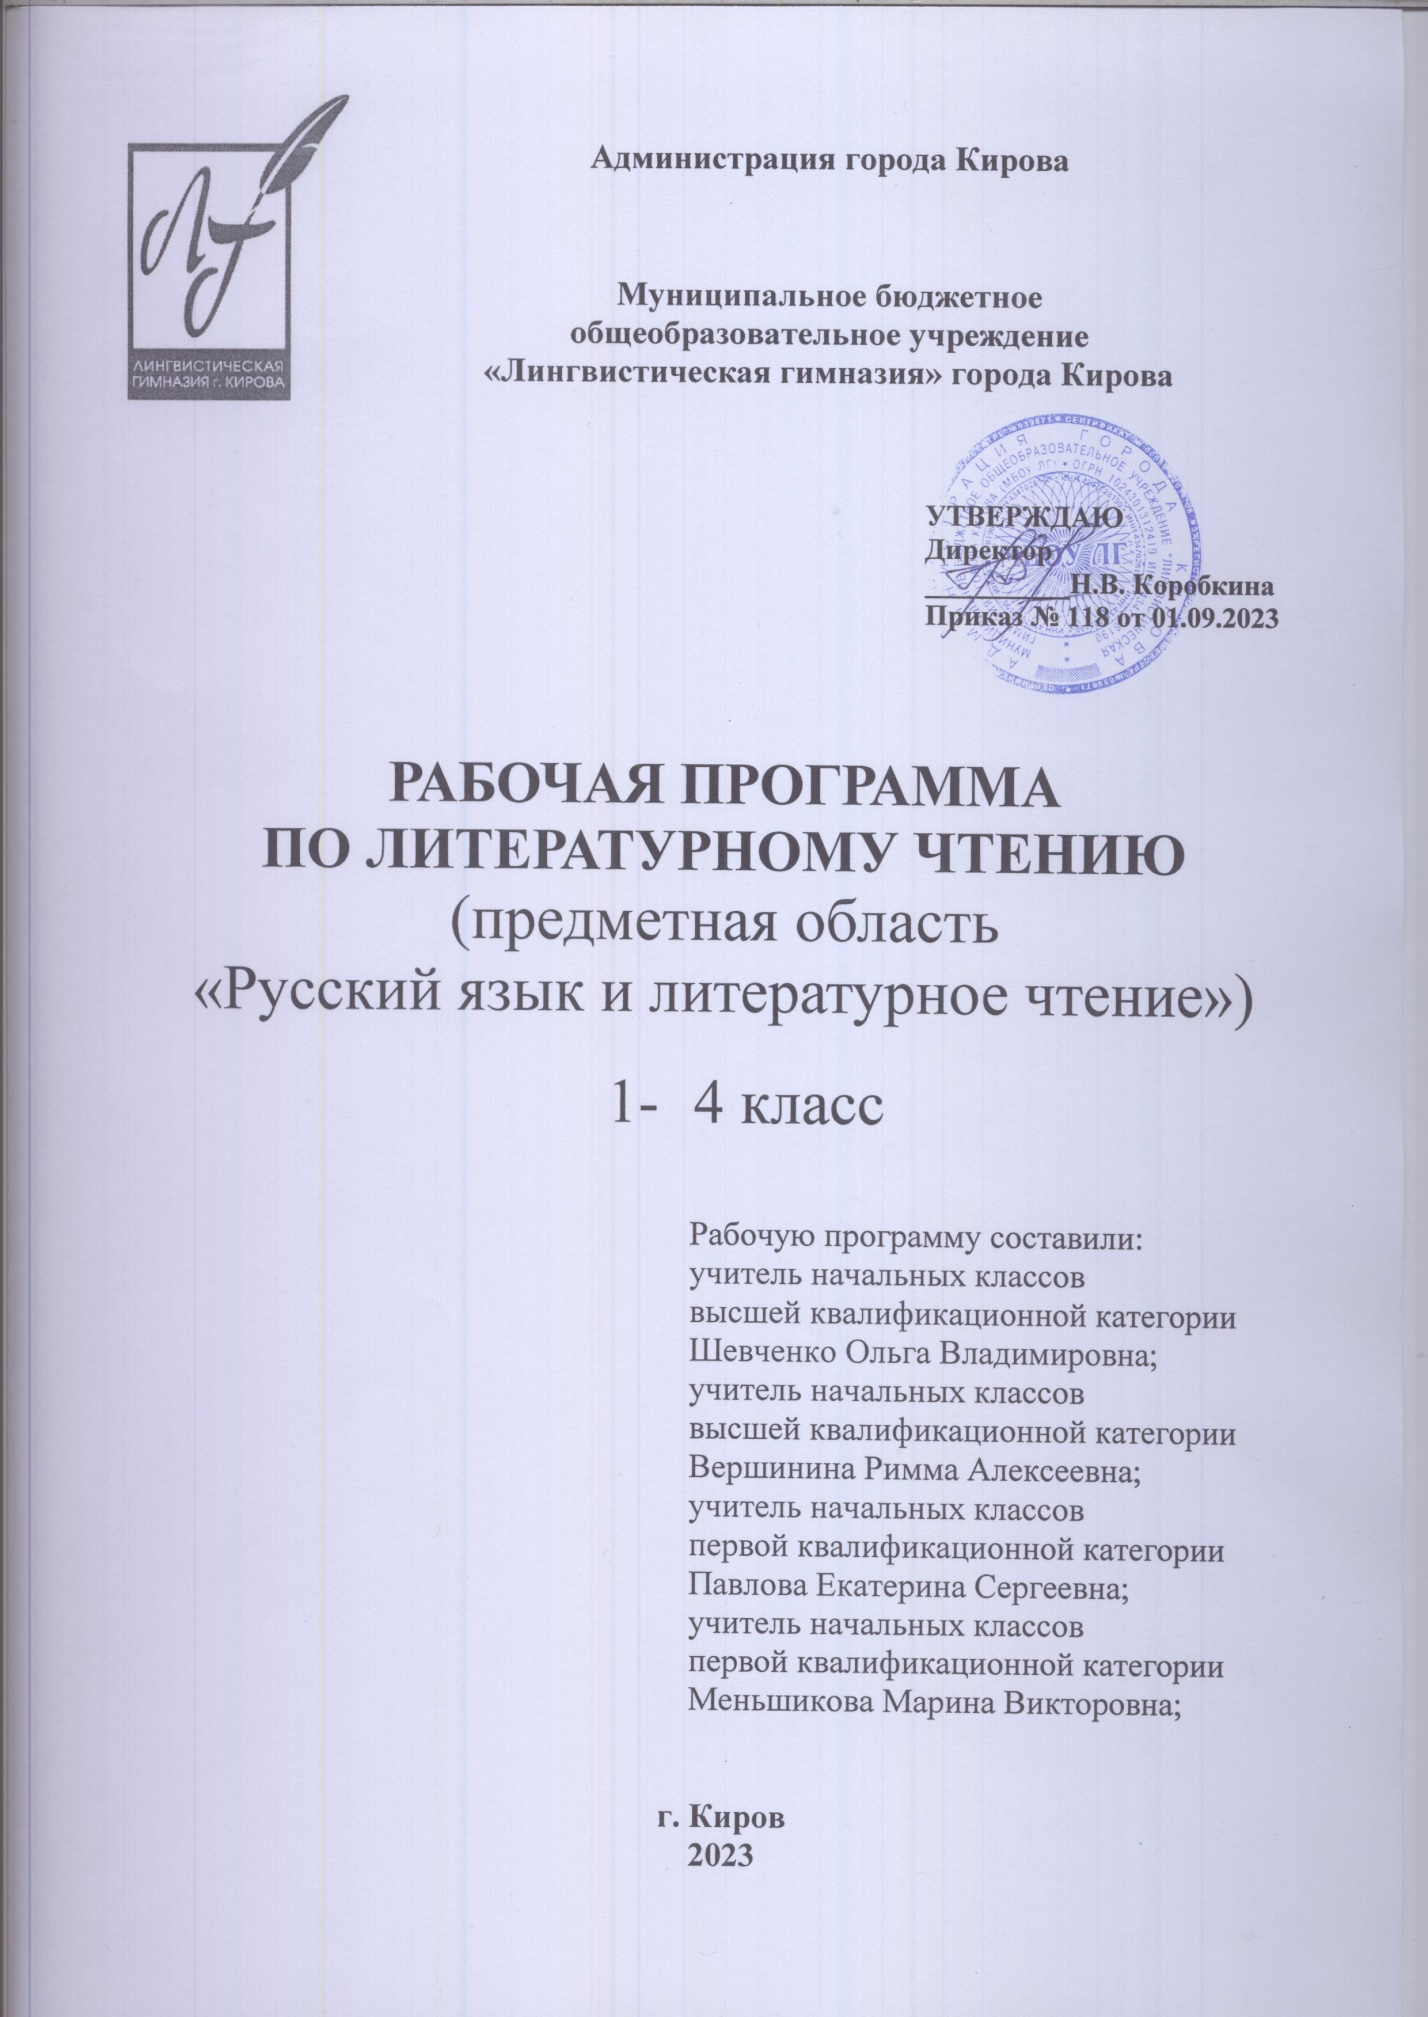 ЛГ
ЛИНГВИСТИЧЕСКАЯ
ГИМНАЗИЯ г. КИРОВА
Администрация города Кирова
Муниципальное бюджетное
общеобразовательное учреждение
«Лингвистическая гимназия» города Кирова
УТВЕРЖДАЮ
Директор
____________Н.В. Коробкина
Приказ № 118 от 01.09.2023
РАБОЧАЯ ПРОГРАММА
ПО ЛИТЕРАТУРНОМУ ЧТЕНИЮ
(предметная область
«Русский язык и литературное чтение»)
1-  4 класс
Рабочую программу составили:
учитель начальных классов
высшей квалификационной категории
Шевченко Ольга Владимировна;
учитель начальных классов
высшей квалификационной категории
Вершинина Римма Алексеевна;
учитель начальных классов
первой квалификационной категории
Павлова Екатерина Сергеевна;
учитель начальных классов
первой квалификационной категории
Меньшикова Марина Викторовна;
г. Киров
2023